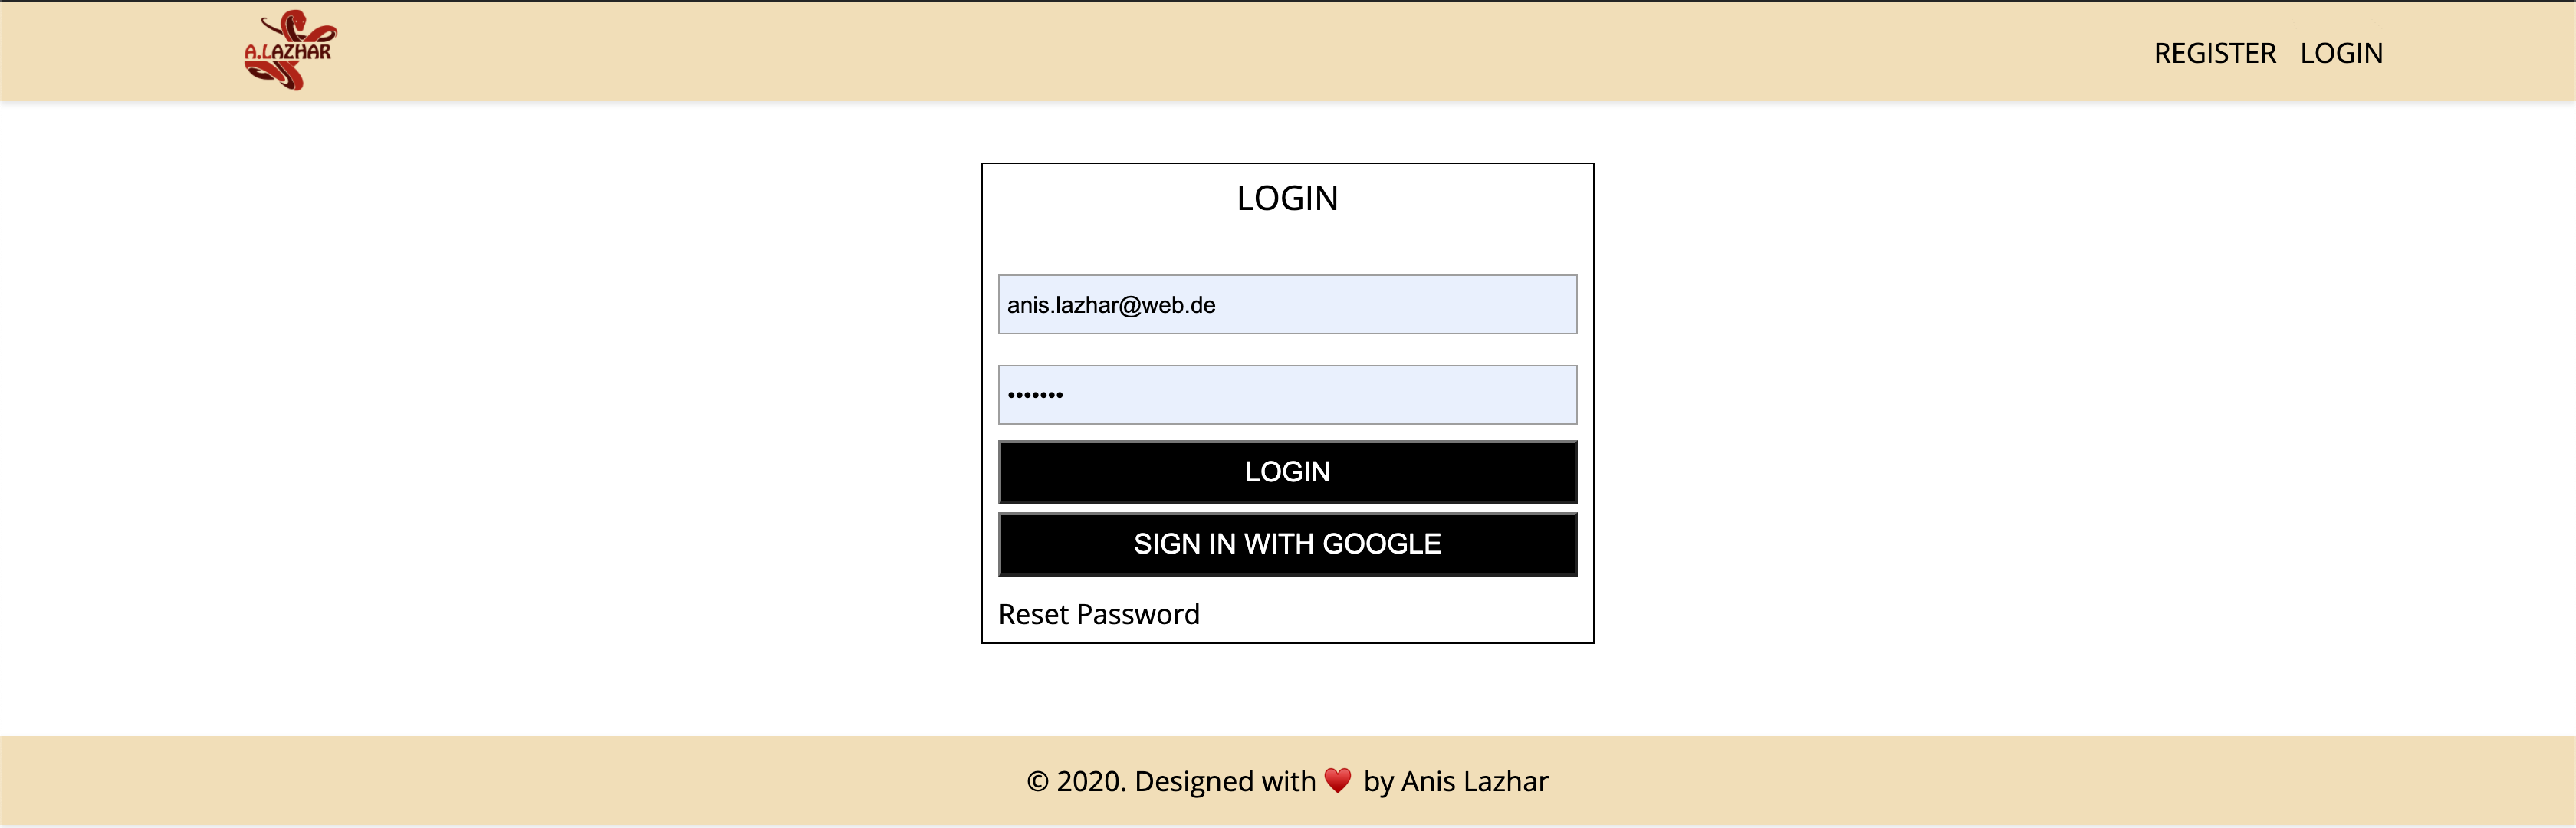 A.LAZHAR
REGISTER LOGIN
LOGIN
anis.lazhar@web.de
•••••••
LOGIN
SIGN IN WITH GOOGLE
Reset Password
© 2020. Designed with ♥ by Anis Lazhar